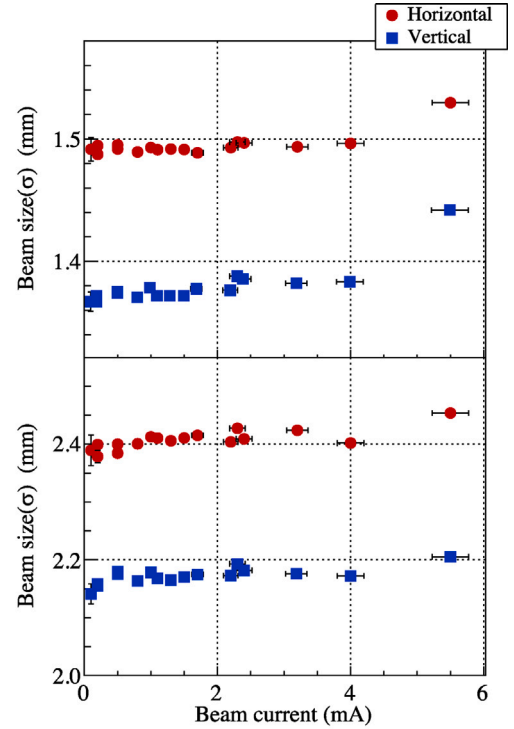 Horizontal
Vertical
Beam size(σ) (mm)
1.5
1.4
Beam size(σ) (mm)
2.4
2.2
2.0
0 2 4 6
Beam current (mA)